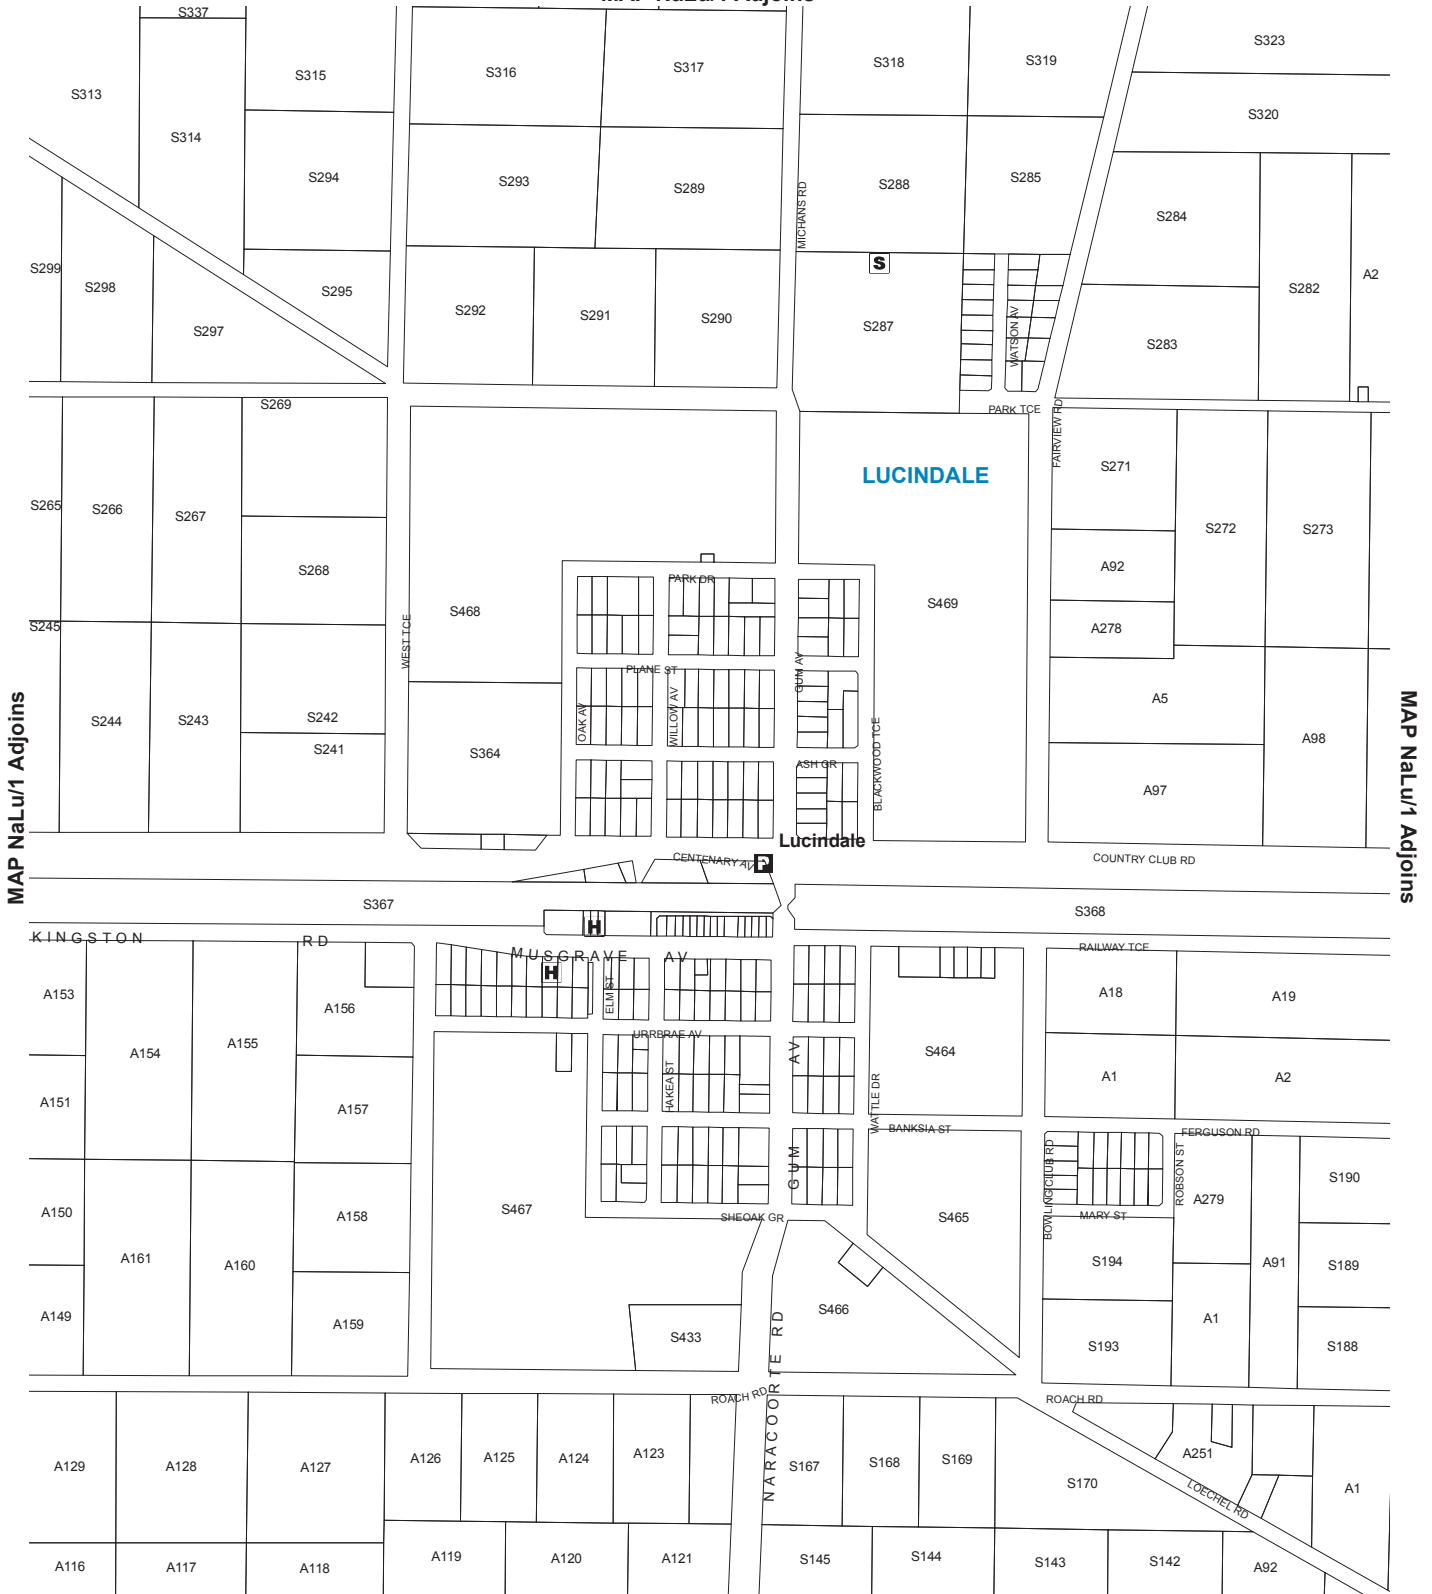 S337
S323
S315
S316
S317
S318
S319
S313
S314
S320
S294
S293
S289
MICHANS RD
S288
S285
S284
S299
S298
S295
S297
S292
S291
S290
S
S287
WATSON AV
S282
A2
S283
S269
PARK TCE
FAIRVIEW RD
LUCINDALE
S265
S266
S267
S271
S272
S273
S268
A92
PARK DR
S468
S469
S245
WEST TCE
A278
PLANE ST
GUM AV
OAK AV
WILLOW AV
MAP NaLu/1 Adjoins
S244
S243
S242
S241
S364
BLACKWOOD TCE
ASH GR
A5
A98
A97
MAP NaLu/1 Adjoins
Lucindale
CENTENARY AV
P
COUNTRY CLUB RD
S367
S368
H
KINGSTON RD
MUSGRAVE AV
RAILWAY TCE
H
ELM ST
A153
A154
A155
A156
A18
A19
URRBRAE AV
HAKEA ST
GUM AV
S464
A1
A2
A151
A157
WATTLE DR
BANKSIA ST
FERGUSON RD
BOWLING CLUB RD
ROBSON ST
S190
A279
A150
A158
S467
SHEOAK GR
S465
MARY ST
A161
A160
S194
A91
S189
A149
A159
S433
S466
NARACOORTE RD
S193
A1
S188
ROACH RD
ROACH RD
A129
A128
A127
A126
A125
A124
A123
S167
S168
S169
S170
A251
LOECHEL RD
A1
A116
A117
A118
A119
A120
A121
S145
S144
S143
S142
A92